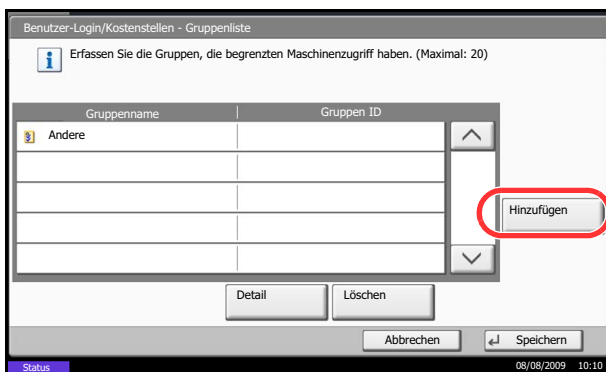 Benutzer-Login/Kostenstellen - Gruppenliste
Erfassen Sie die Gruppen, die begrenzten Maschinenzugriff haben. (Maximal: 20)
Gruppenname | Gruppen ID
Andere
Hinzufügen
Detail Löschen
Abbrechen Speichern
Status 08/08/2009 10:10